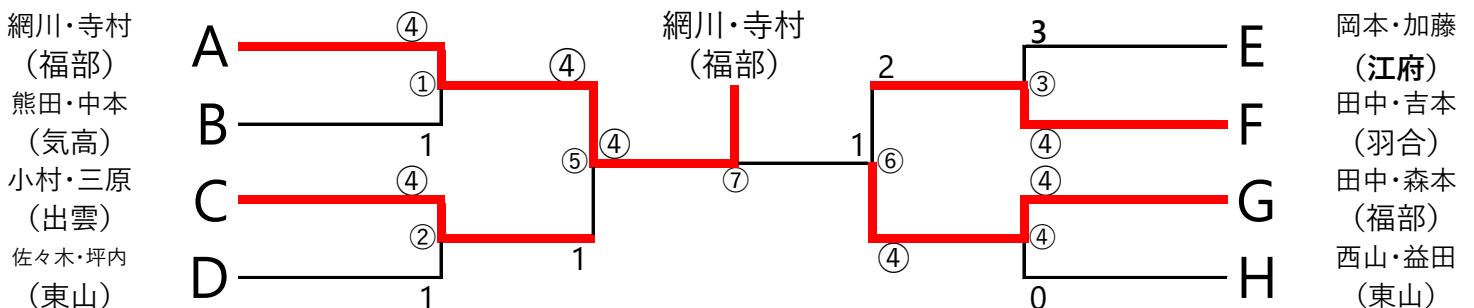 網川・寺村
(福部)
A
熊田・中本
(気高)
B
小村・三原
(出雲)
C
佐々木・坪内
(東山)
D
④
①
1
④
②
1
④
⑤
1
④
網川・寺村
(福部)
⑦
1
2
⑥
④
3
③
④
④
④
0
E
岡本・加藤
(江府)
F
田中・吉本
(羽合)
G
田中・森本
(福部)
H
西山・益田
(東山)